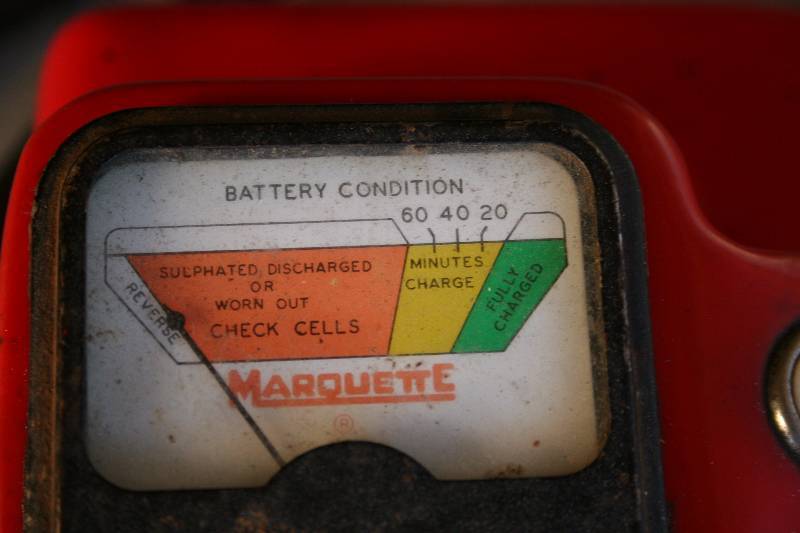 BATTERY CONDITION
60 40 20
SULPHATED, DISCHARGED
OR
WORN OUT
CHECK CELLS
REVERSE
MINUTES
CHARGE
FULLY
CHARGED
MARQUETTE
®